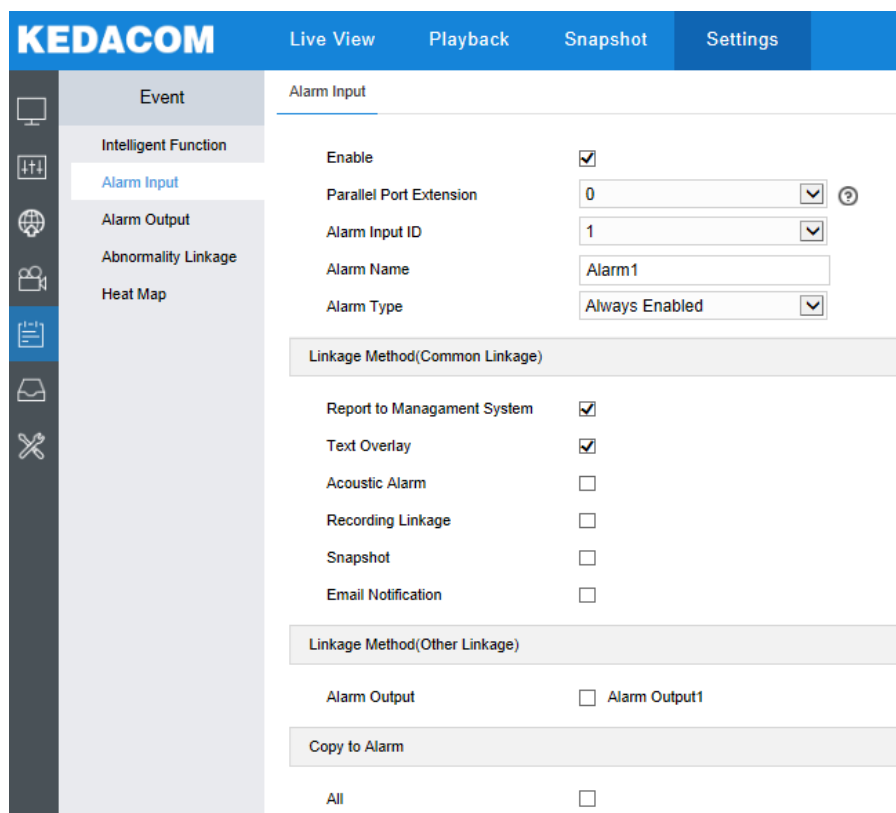 KEDACOM
Live View Playback Snapshot Settings
Event
Intelligent Function
Alarm Input
Alarm Output
Abnormality Linkage
Heat Map
Alarm Input
Enable
Parallel Port Extension 0 ?
Alarm Input ID 1
Alarm Name Alarm1
Alarm Type Always Enabled
Linkage Method(Common Linkage)
Report to Managament System
Text Overlay
Acoustic Alarm
Recording Linkage
Snapshot
Email Notification
Linkage Method(Other Linkage)
Alarm Output Alarm Output1
Copy to Alarm
All